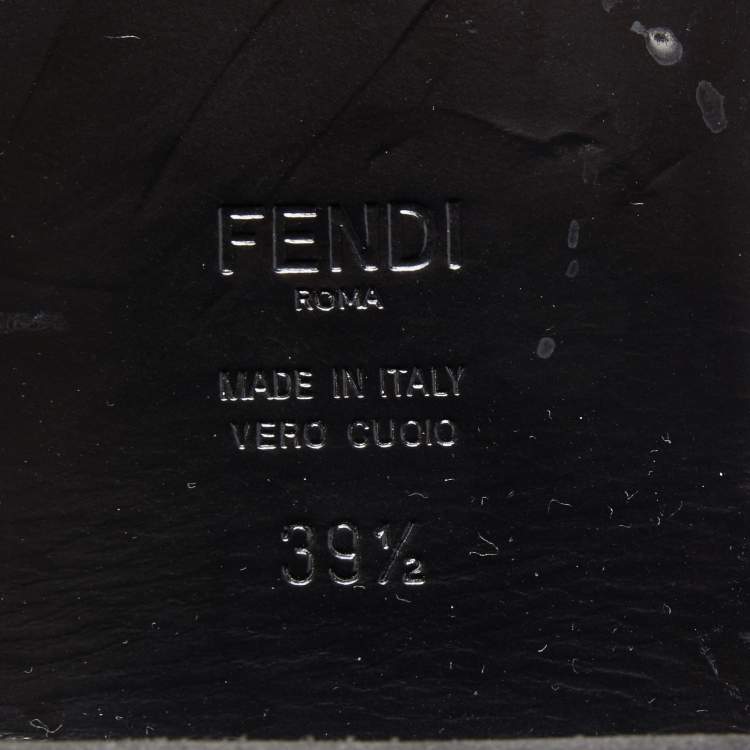 FENDI
ROMA
MADE IN ITALY
VERO CUOIO
39½